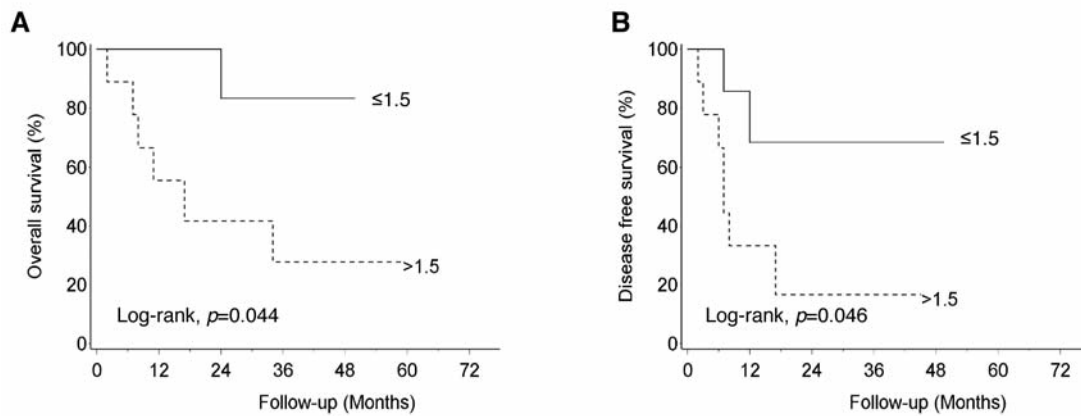 A
Overall survival (%)
100
80
60
40
20
0
≤1.5
>1.5
Log-rank, p=0.044
0 12 24 36 48 60 72
Follow-up (Months)
B
Disease free survival (%)
100
80
60
40
20
0
≤1.5
>1.5
Log-rank, p=0.046
0 12 24 36 48 60 72
Follow-up (Months)